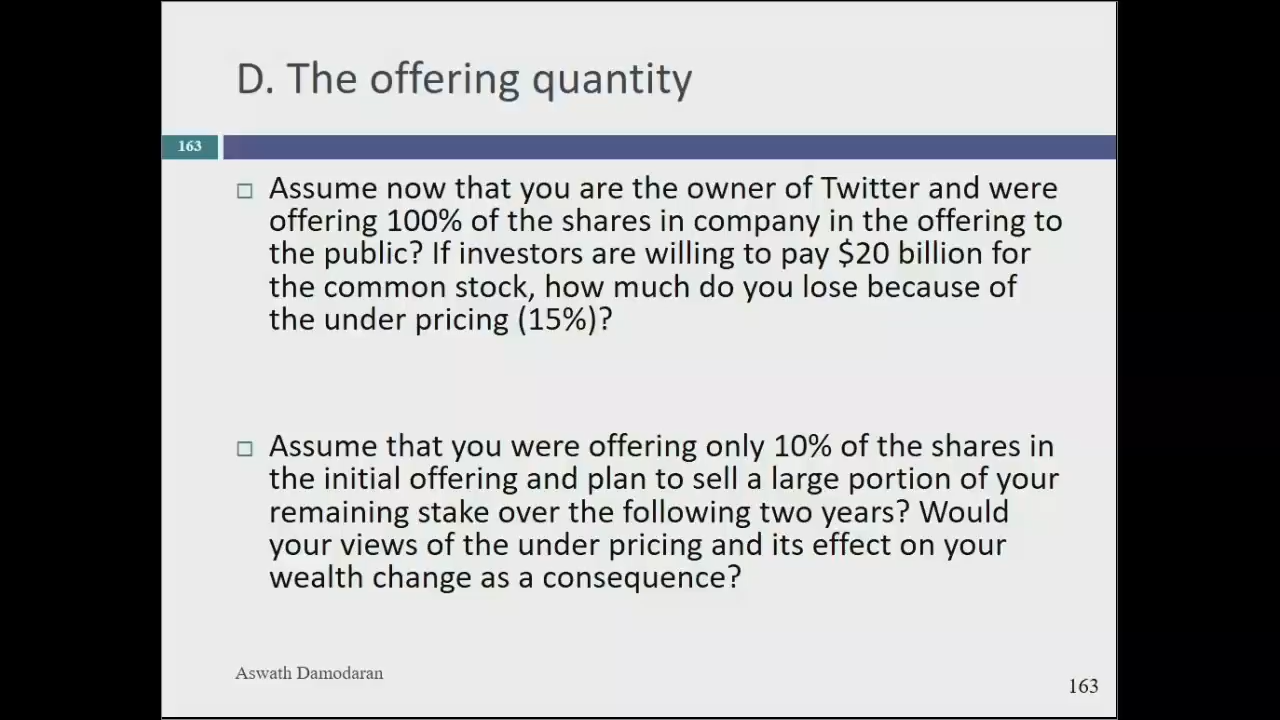 D. The offering quantity
163
Assume now that you are the owner of Twitter and were
offering 100% of the shares in company in the offering to
the public? If investors are willing to pay $20 billion for
the common stock, how much do you lose because of
the under pricing (15%)?
Assume that you were offering only 10% of the shares in
the initial offering and plan to sell a large portion of your
remaining stake over the following two years? Would
your views of the under pricing and its effect on your
wealth change as a consequence?
Aswath Damodaran
163